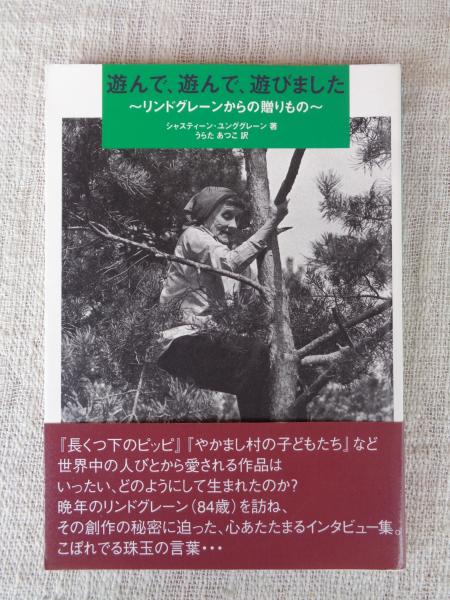 遊んで、遊んで、遊びました
〜リンドグレーンからの贈りもの〜
シャスティーン・ユンググレーン 著
うらた あつこ 訳
『長くつ下のピッピ』『やかまし村の子どもたち』など
世界中の人びとから愛される作品は
いったい、どのようにして生まれたのか?
晩年のリンドグレーン（84歳）を訪ね、
その創作の秘密に迫った、心あたたまるインタビュー集。
こぼれでる珠玉の言葉・・・